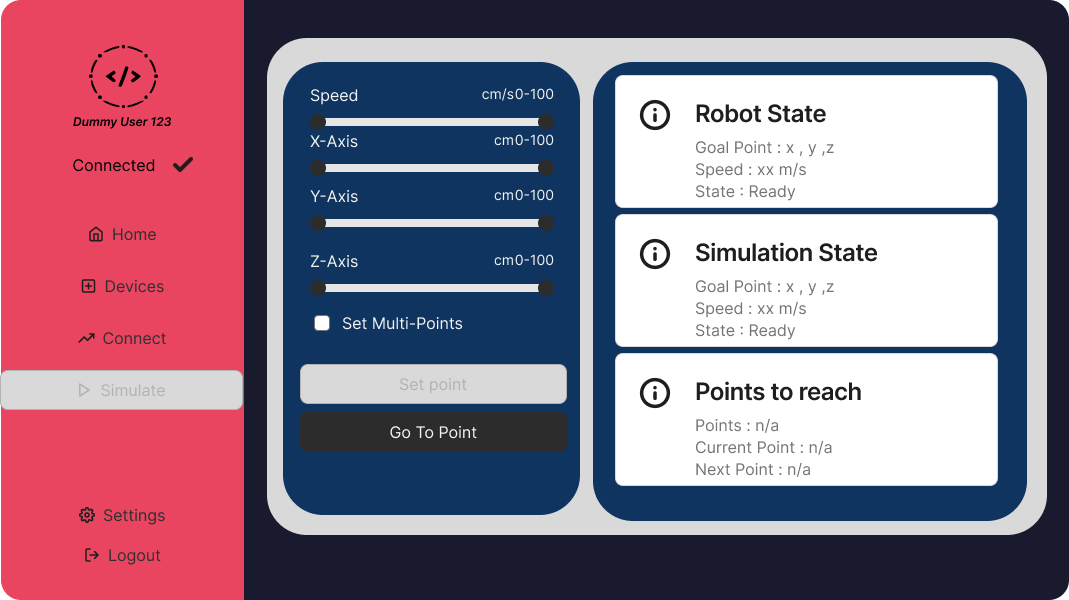 </>
Dummy User 123
Connected
Home
Devices
Connect
Simulate
Settings
Logout
Speed cm/s0-100
X-Axis cm0-100
Y-Axis cm0-100
Z-Axis cm0-100
Set Multi-Points
Set point
Go To Point
Robot State
Goal Point : x , y ,z
Speed : xx m/s
State : Ready
Simulation State
Goal Point : x , y ,z
Speed : xx m/s
State : Ready
Points to reach
Points : n/a
Current Point : n/a
Next Point : n/a